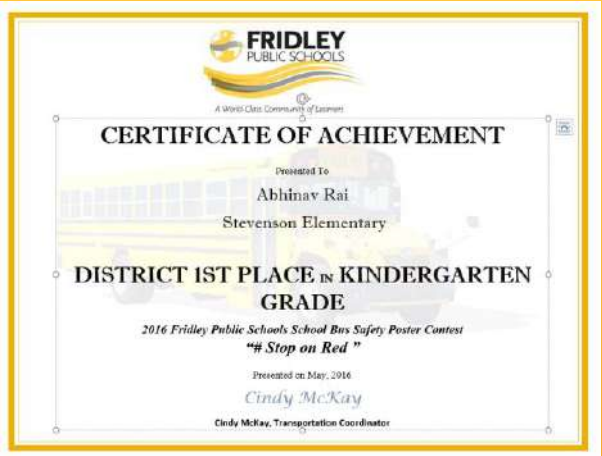 FRIDLEY
PUBLIC SCHOOLS
A World-Class Community of Learners
CERTIFICATE OF ACHIEVEMENT
Presented To
Abhinav Rai
Stevenson Elementary
DISTRICT 1ST PLACE IN KINDERGARTEN
GRADE
2016 Fridley Public Schools School Bus Safety Poster Contest
“# Stop on Red ”
Presented on May, 2016
Cindy McKay
Cindy McKay, Transportation Coordinator